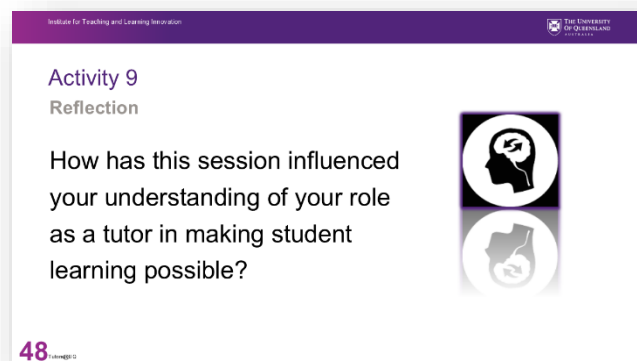 Institute for Teaching and Learning Innovation
THE UNIVERSITY
OF QUEENSLAND
AUSTRALIA
Activity 9
Reflection
How has this session influenced
your understanding of your role
as a tutor in making student
learning possible?
48